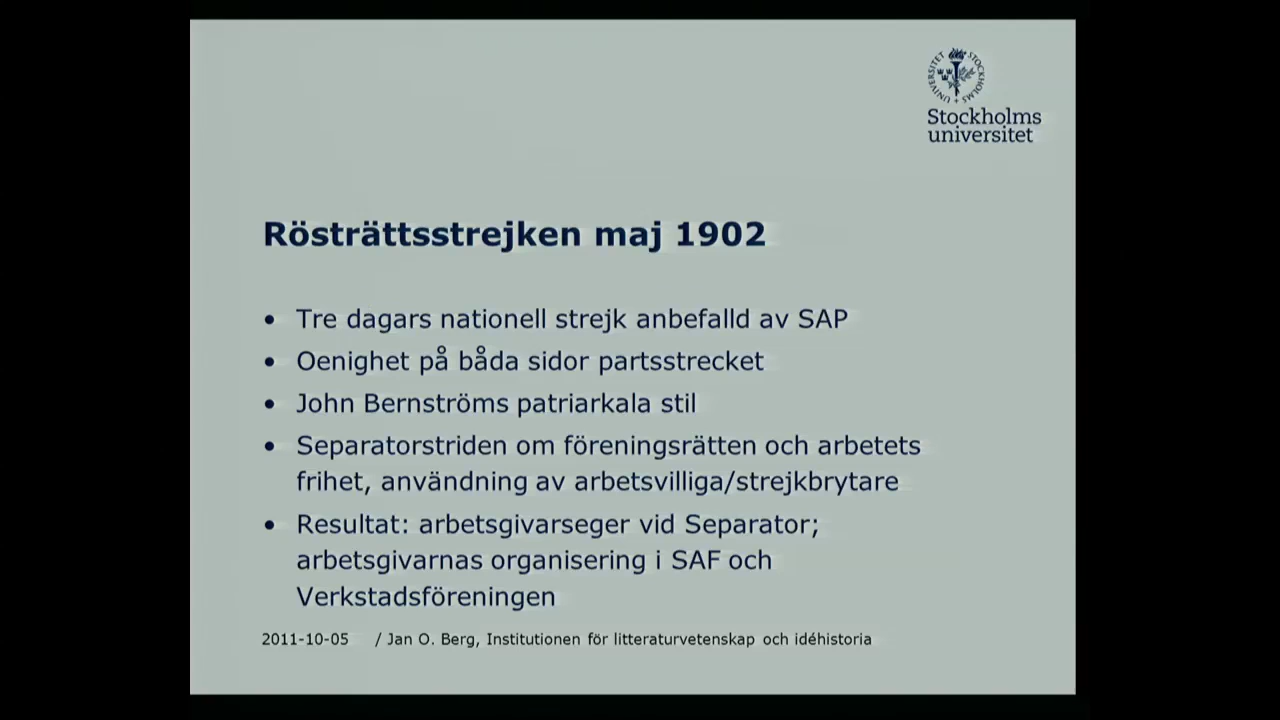 STOCKHOLMS UNIVERSITET
Stockholms
universitet
Rösträttsstrejken maj 1902
• Tre dagars nationell strejk anbefalld av SAP
• Oenighet på båda sidor partsstrecket
• John Bernströms patriarkala stil
• Separatorstriden om föreningsrätten och arbetets
frihet, användning av arbetsvilliga/strejkbrytare
• Resultat: arbetsgivarseger vid Separator;
arbetsgivarnas organisering i SAF och
Verkstadsföreningen
2011-10-05 / Jan O. Berg, Institutionen för litteraturvetenskap och idéhistoria